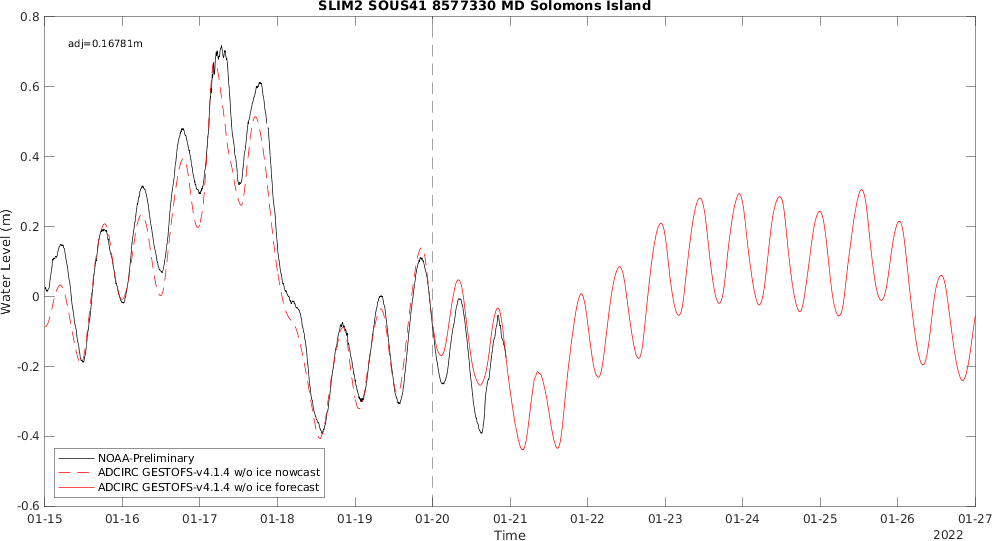 SLIM2 SOUS41 8577330 MD Solomons Island
adj=0.16781m
0.8
0.6
0.4
0.2
0
-0.2
-0.4
-0.6
Water Level (m)
NOAA-Preliminary
ADCIRC GESTOFS-v4.1.4 w/o ice nowcast
ADCIRC GESTOFS-v4.1.4 w/o ice forecast
01-15 01-16 01-17 01-18 01-19 01-20 01-21 01-22 01-23 01-24 01-25 01-26 01-27
Time
2022